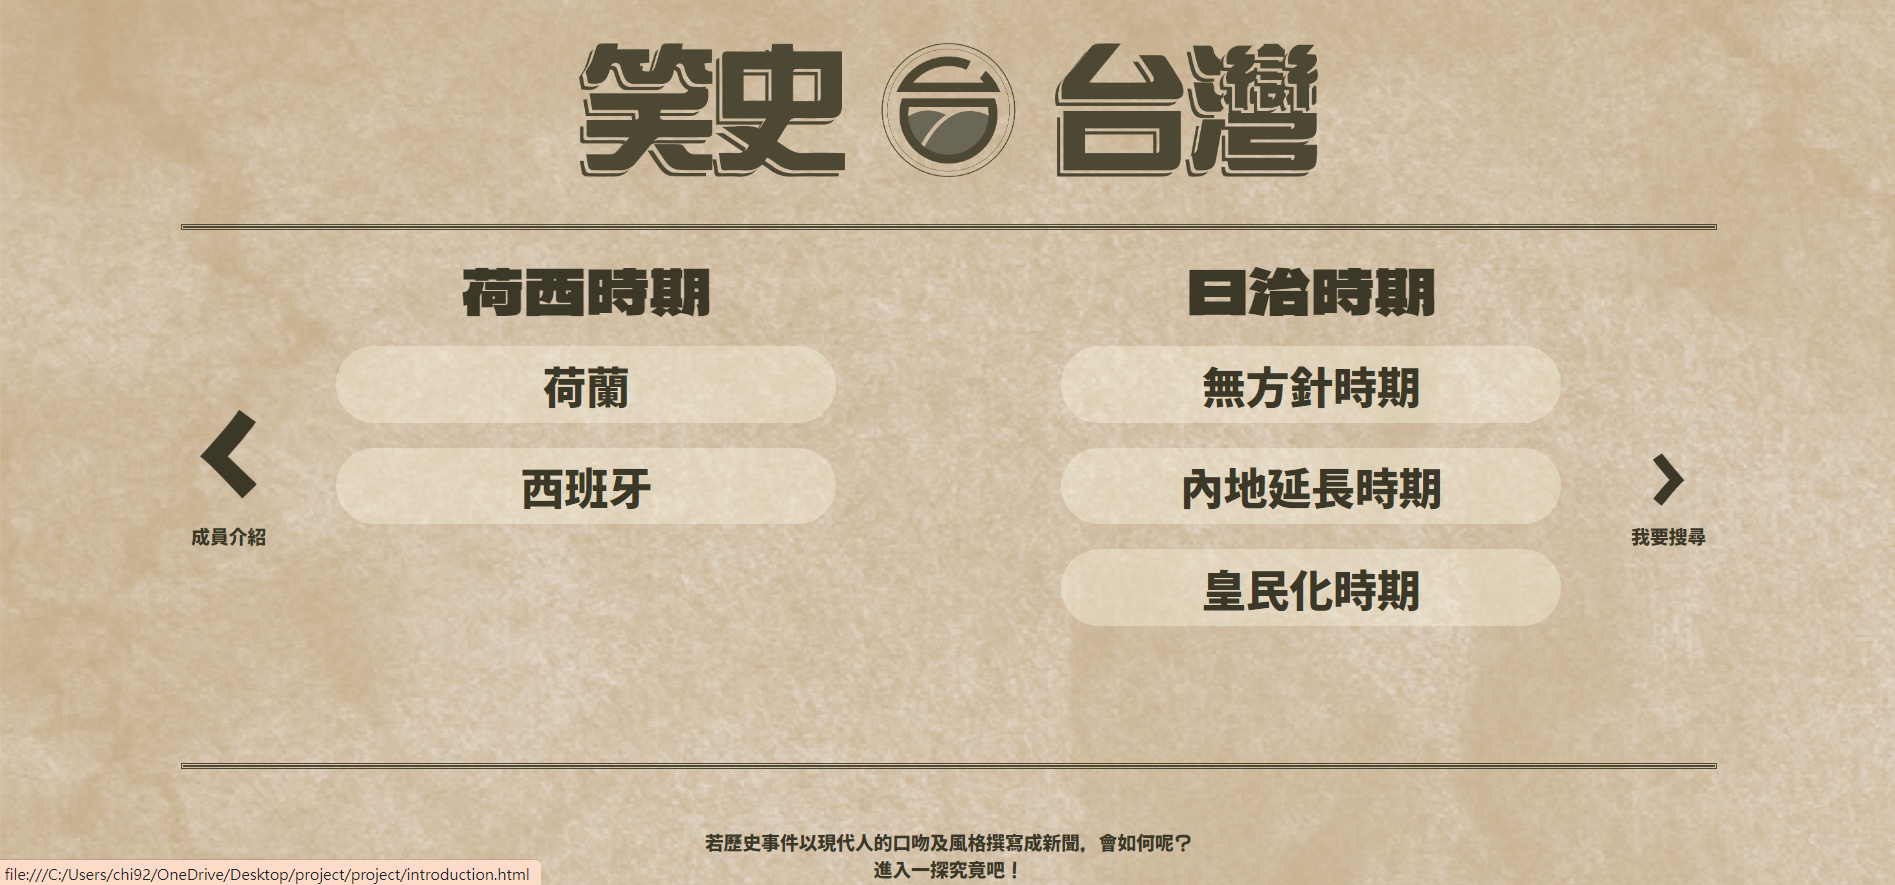 笑史 台灣
荷西時期
荷蘭
西班牙
日治時期
無方針時期
內地延長時期
皇民化時期
成員介紹
我要搜尋
若歷史事件以現代人的口吻及風格撰寫成新聞，會如何呢？
進入一探究竟吧！
file:///C:/Users/chi92/OneDrive/Desktop/project/project/introduction.html